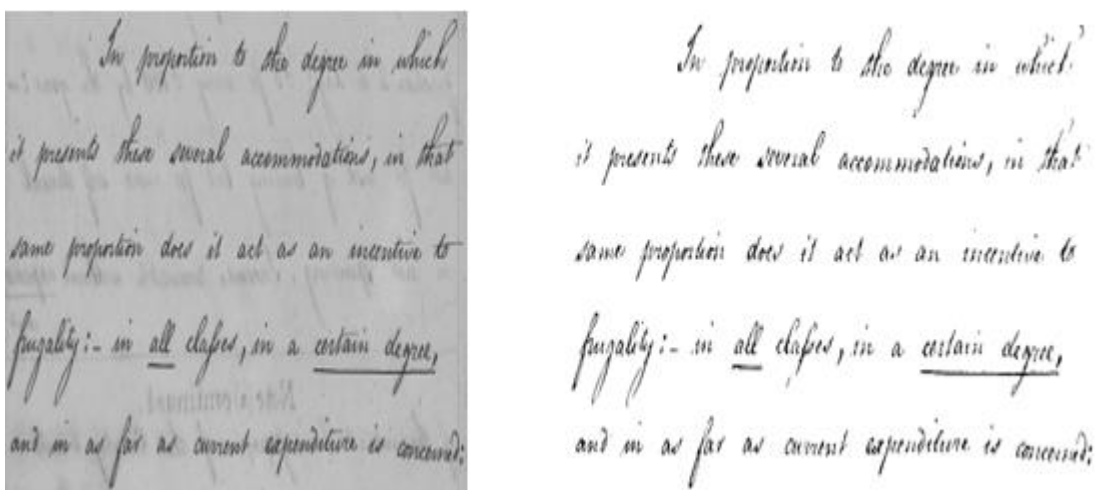 In proportion to the degree in which
it presents these several accommodations, in that
same proportion does it act as an incentive to
frugality:- in all claſses, in a certain degree,
and in as far as current expenditure is concerned:
In proportion to the degree in which
it presents these several accommodations, in that
same proportion does it act as an incentive to
frugality:- in all claſses, in a certain degree,
and in as far as current expenditure is concerned: